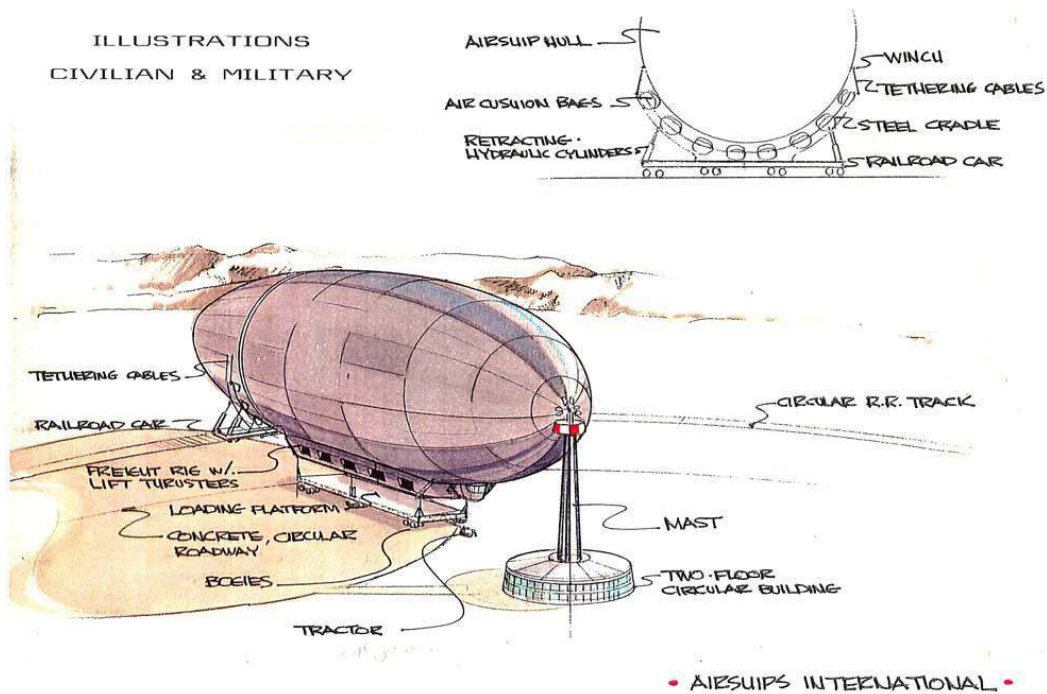 ILLUSTRATIONS
CIVILIAN & MILITARY
AIRSHIP HULL
AIR CUSHION BAGS
RETRACTING
HYDRAULIC CYLINDERS
WINCH
TETHERING CABLES
STEEL CRADLE
RAILROAD CAR
TETHERING CABLES
RAILROAD CAR
FREIGHT RIG W/.
LIFT THRUSTERS
LOADING PLATFORM
CONCRETE, CIRCULAR
ROADWAY
BOGIES
TRACTOR
CIRCULAR R.R. TRACK
MAST
TWO-FLOOR
CIRCULAR BUILDING
• AIRSHIPS INTERNATIONAL •